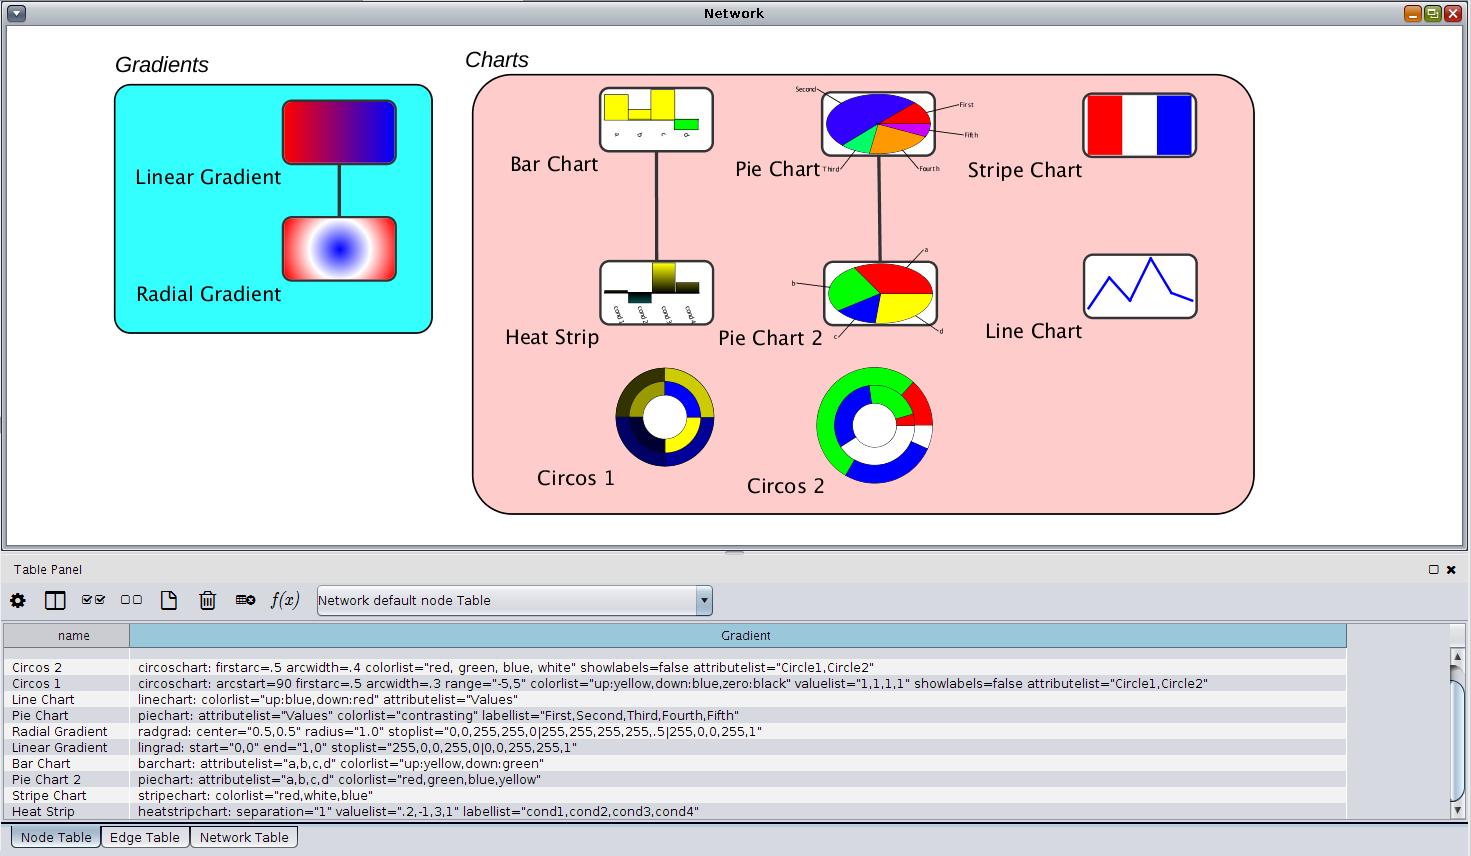 Network
Gradients
Charts
Linear Gradient
Radial Gradient
a b c d
Bar Chart
Second
First
Fifth
Fourth
Third
Pie Chart
Stripe Chart
cond 1 cond 2 cond 3 cond 4
Heat Strip
a
b
c
d
Pie Chart 2
Line Chart
Circos 1
Circos 2
Table Panel
f(x)
Network default node Table
name Gradient
Circos 2 circoschart: firstarc=.5 arcwidth=.4 colorlist="red, green, blue, white" showlabels=false attributelist="Circle1,Circle2"
Circos 1 circoschart: arcstart=90 firstarc=.5 arcwidth=.3 range="-5,5" colorlist="up:yellow,down:blue,zero:black" valuelist="1,1,1,1" showlabels=false attributelist="Circle1,Circle2"
Line Chart linechart: colorlist="up:blue,down:red" attributelist="Values"
Pie Chart piechart: attributelist="Values" colorlist="contrasting" labellist="First,Second,Third,Fourth,Fifth"
Radial Gradient radgrad: center="0.5,0.5" radius="1.0" stoplist="0,0,255,255,0|255,255,255,255,.5|255,0,0,255,1"
Linear Gradient lingrad: start="0,0" end="1,0" stoplist="255,0,0,255,0|0,0,255,255,1"
Bar Chart barchart: attributelist="a,b,c,d" colorlist="up:yellow,down:green"
Pie Chart 2 piechart: attributelist="a,b,c,d" colorlist="red,green,blue,yellow"
Stripe Chart stripechart: colorlist="red,white,blue"
Heat Strip heatstripchart: separation="1" valuelist=".2,-1,3,1" labellist="cond1,cond2,cond3,cond4"
Node Table Edge Table Network Table